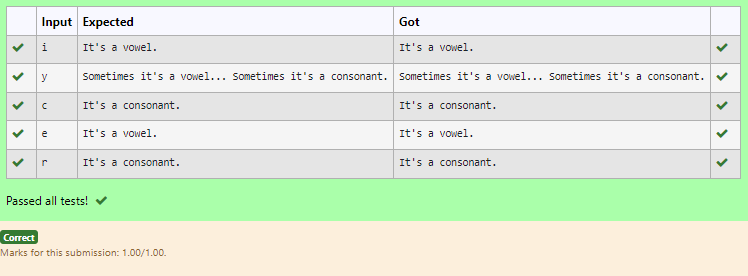 Input Expected Got
i It's a vowel. It's a vowel.
y Sometimes it's a vowel... Sometimes it's a consonant. Sometimes it's a vowel... Sometimes it's a consonant.
c It's a consonant. It's a consonant.
e It's a vowel. It's a vowel.
r It's a consonant. It's a consonant.
Passed all tests!
Correct
Marks for this submission: 1.00/1.00.